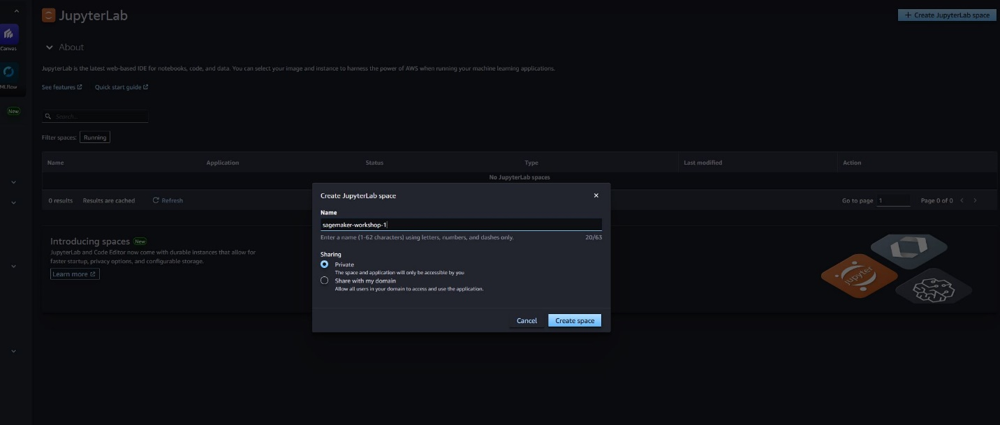 JupyterLab
+ Create JupyterLab space
Canvas
About
JupyterLab is the latest web-based IDE for notebooks, code, and data. You can select your image and instance to harness the power of AWS when running your machine learning applications.
MLflow
See features
Quick start guide
New
Search...
Filter spaces: Running
Name Application Status Type Last modified Action
No JupyterLab spaces
0 results Results are cached Refresh
Go to page 1 Page 0 of 0
Create JupyterLab space
Name
sagemaker-workshop-1
Enter a name (1-62 characters) using letters, numbers, and dashes only. 20/63
Sharing
Private
The space and application will only be accessible by you
Share with my domain
Allow all users in your domain to access and use the application.
Cancel Create space
Introducing spaces New
JupyterLab and Code Editor now come with durable instances that allow for
faster startup, privacy options, and configurable storage.
Learn more
Jupyter